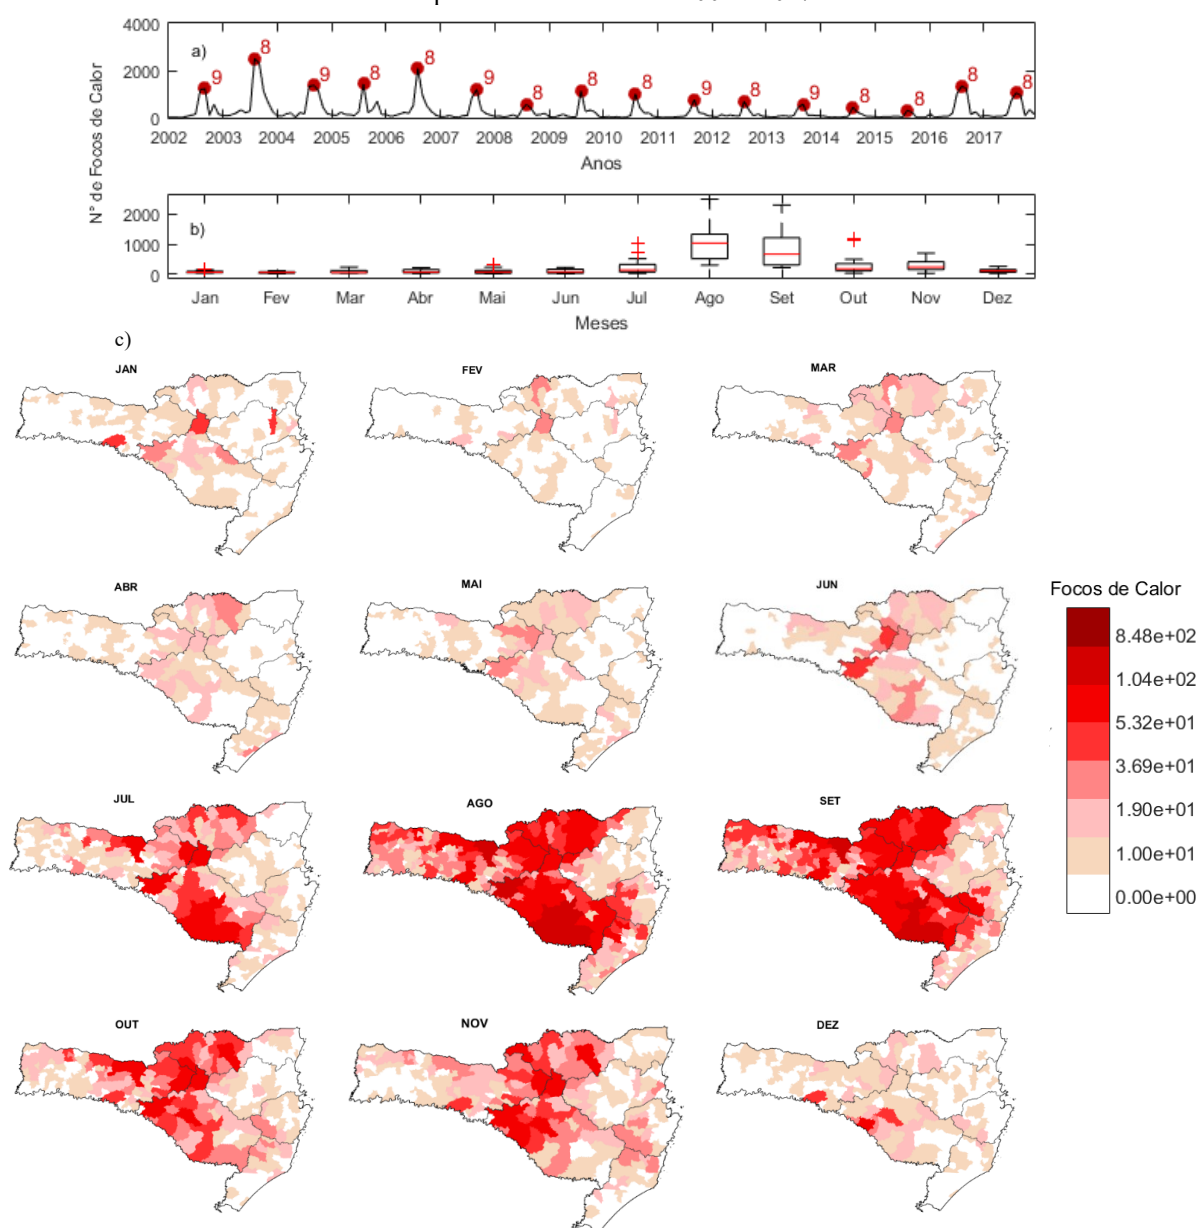 4000
a)
9 8 9 8 8 9 8 8 8 9 8 9 8 8 8 8
2000
0
2002 2003 2004 2005 2006 2007 2008 2009 2010 2011 2012 2013 2014 2015 2016 2017
Anos
N° de Focos de Calor
2000
b)
1000
0
Jan Fev Mar Abr Mai Jun Jul Ago Set Out Nov Dez
Meses
c)
JAN FEV MAR
ABR MAI JUN
Focos de Calor
8.48e+02
1.04e+02
5.32e+01
3.69e+01
1.90e+01
1.00e+01
0.00e+00
JUL AGO SET
OUT NOV DEZ